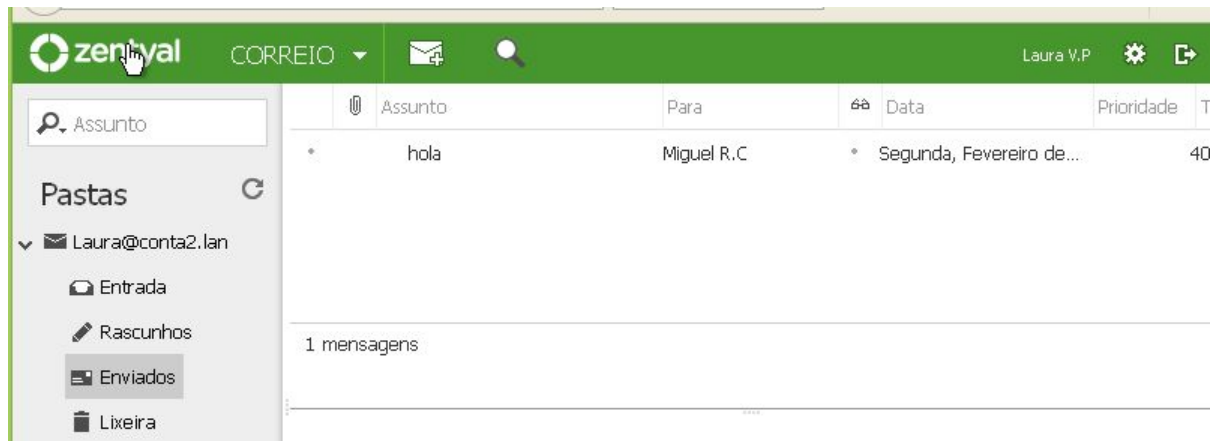 zentyal CORREIO Laura V.P
Assunto
Assunto Para Data Prioridade T
hola Miguel R.C Segunda, Fevereiro de... 40
Pastas
Laura@conta2.lan
Entrada
Rascunhos
Enviados
Lixeira
1 mensagens